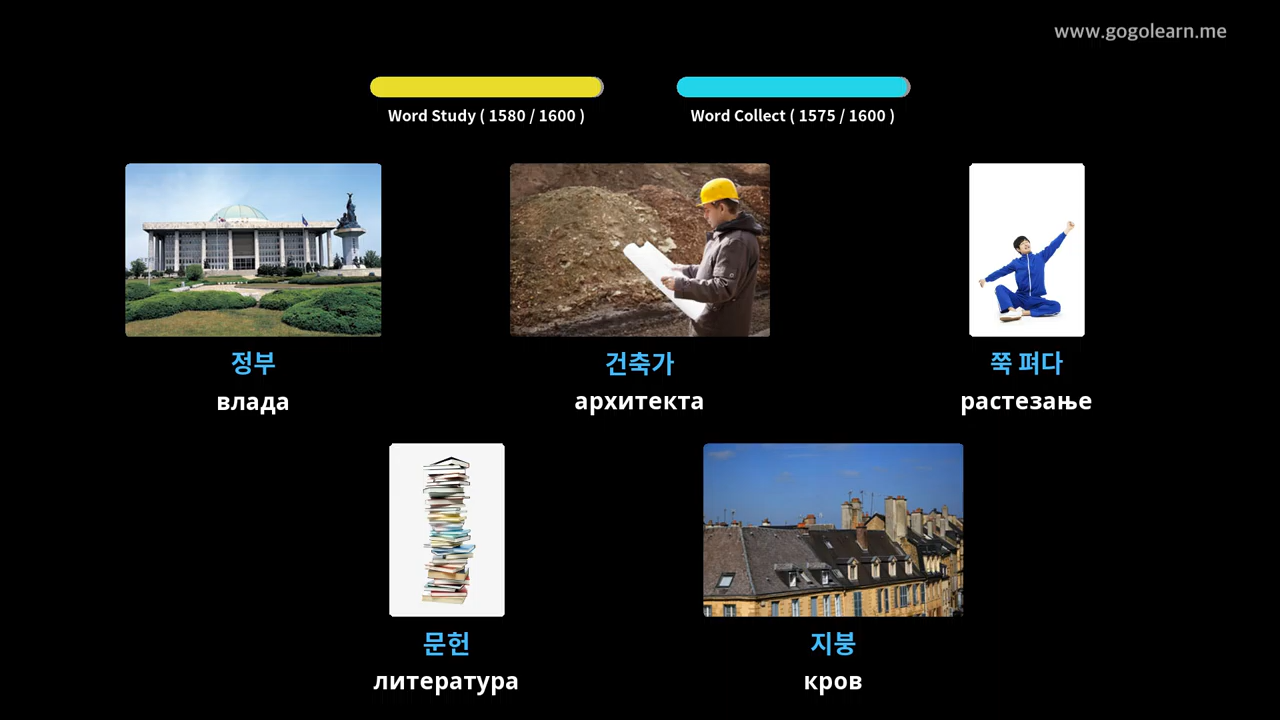 www.gogolearn.me
Word Study ( 1580 / 1600 )
Word Collect ( 1575 / 1600 )
정부
влада
건축가
архитекта
쭉 펴다
растезање
문헌
литература
지붕
кров